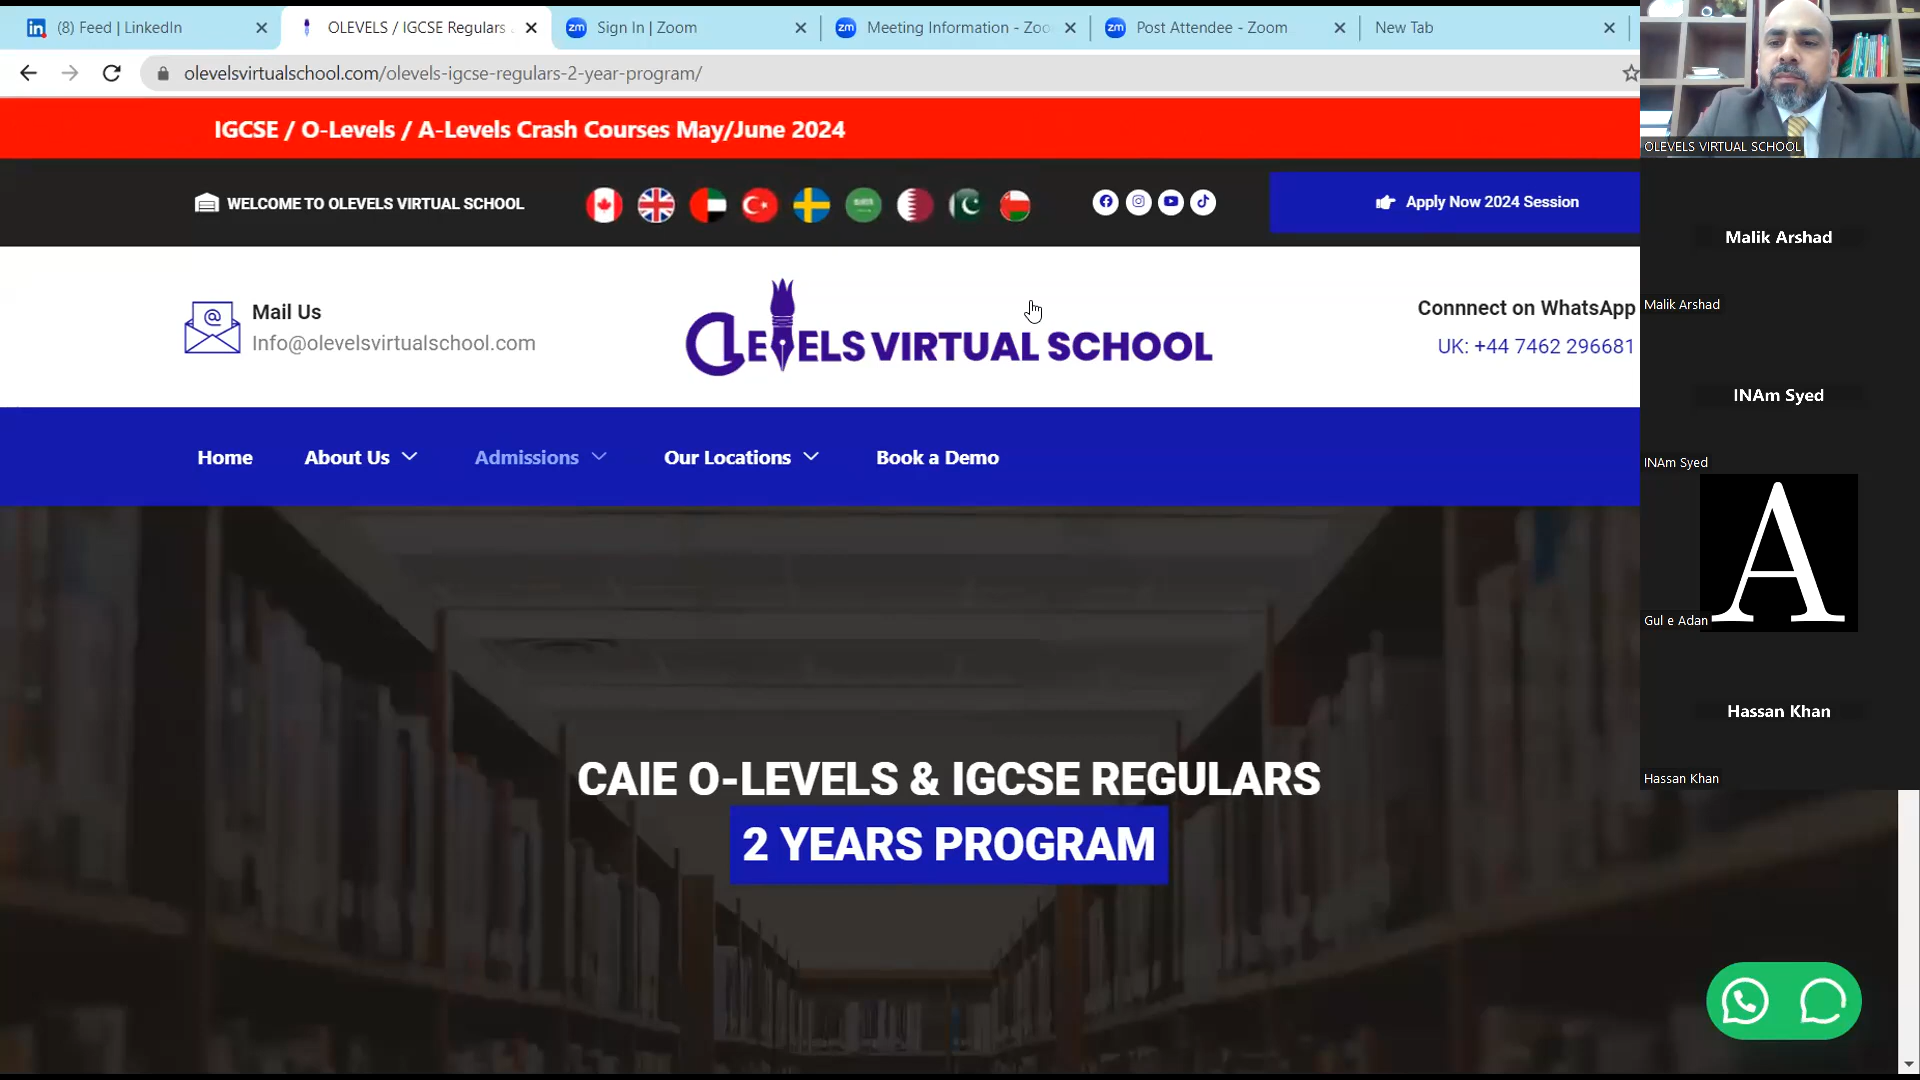 (8) Feed | LinkedIn
OLEVELS / IGCSE Regulars
Sign In | Zoom
Meeting Information - Zoo
Post Attendee - Zoom
New Tab
olevelsvirtualschool.com/olevels-igcse-regulars-2-year-program/
IGCSE / O-Levels / A-Levels Crash Courses May/June 2024
WELCOME TO OLEVELS VIRTUAL SCHOOL
Apply Now 2024 Session
Mail Us
Info@olevelsvirtualschool.com
OLEVELS VIRTUAL SCHOOL
Connnect on WhatsApp
UK: +44 7462 296681
Home
About Us
Admissions
Our Locations
Book a Demo
CAIE O-LEVELS & IGCSE REGULARS
2 YEARS PROGRAM
OLEVELS VIRTUAL SCHOOL
Malik Arshad
Malik Arshad
INAm Syed
INAm Syed
A
Gul e Adan
Hassan Khan
Hassan Khan